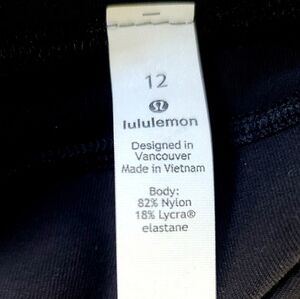 12
lululemon
Designed in
Vancouver
Made in Vietnam
Body:
82% Nylon
18% Lycra®
elastane